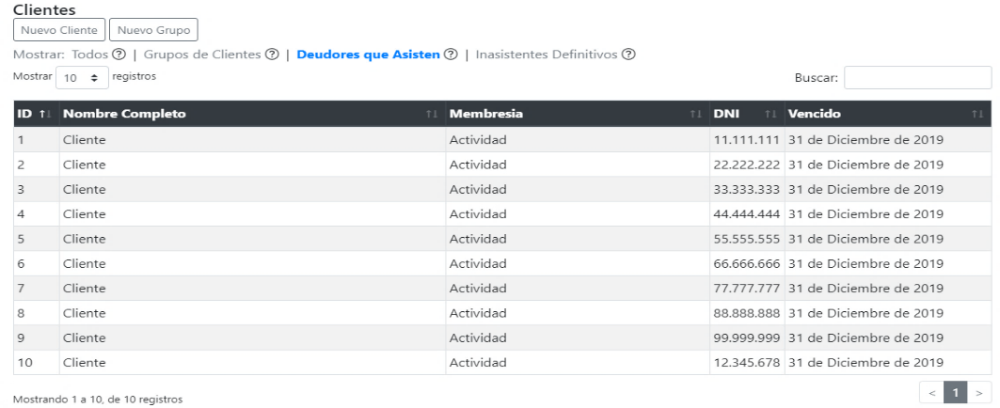 Clientes
Nuevo Cliente Nuevo Grupo
Mostrar: Todos ? | Grupos de Clientes ? | Deudores que Asisten ? | Inasistentes Definitivos ?
Mostrar 10 registros Buscar:
ID ↑↓ Nombre Completo ↑↓ Membresia ↑↓ DNI ↑↓ Vencido ↑↓
1 Cliente Actividad 11.111.111 31 de Diciembre de 2019
2 Cliente Actividad 22.222.222 31 de Diciembre de 2019
3 Cliente Actividad 33.333.333 31 de Diciembre de 2019
4 Cliente Actividad 44.444.444 31 de Diciembre de 2019
5 Cliente Actividad 55.555.555 31 de Diciembre de 2019
6 Cliente Actividad 66.666.666 31 de Diciembre de 2019
7 Cliente Actividad 77.777.777 31 de Diciembre de 2019
8 Cliente Actividad 88.888.888 31 de Diciembre de 2019
9 Cliente Actividad 99.999.999 31 de Diciembre de 2019
10 Cliente Actividad 12.345.678 31 de Diciembre de 2019
Mostrando 1 a 10, de 10 registros < 1 >